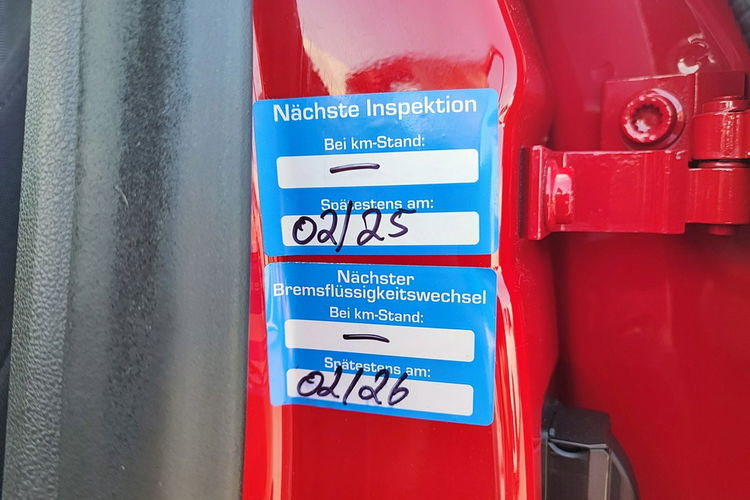 Nächste Inspektion
Bei km-Stand:
—
Spätestens am:
02/25
Nächster
Bremsflüssigkeitswechsel
Bei km-Stand:
—
Spätestens am:
02/26